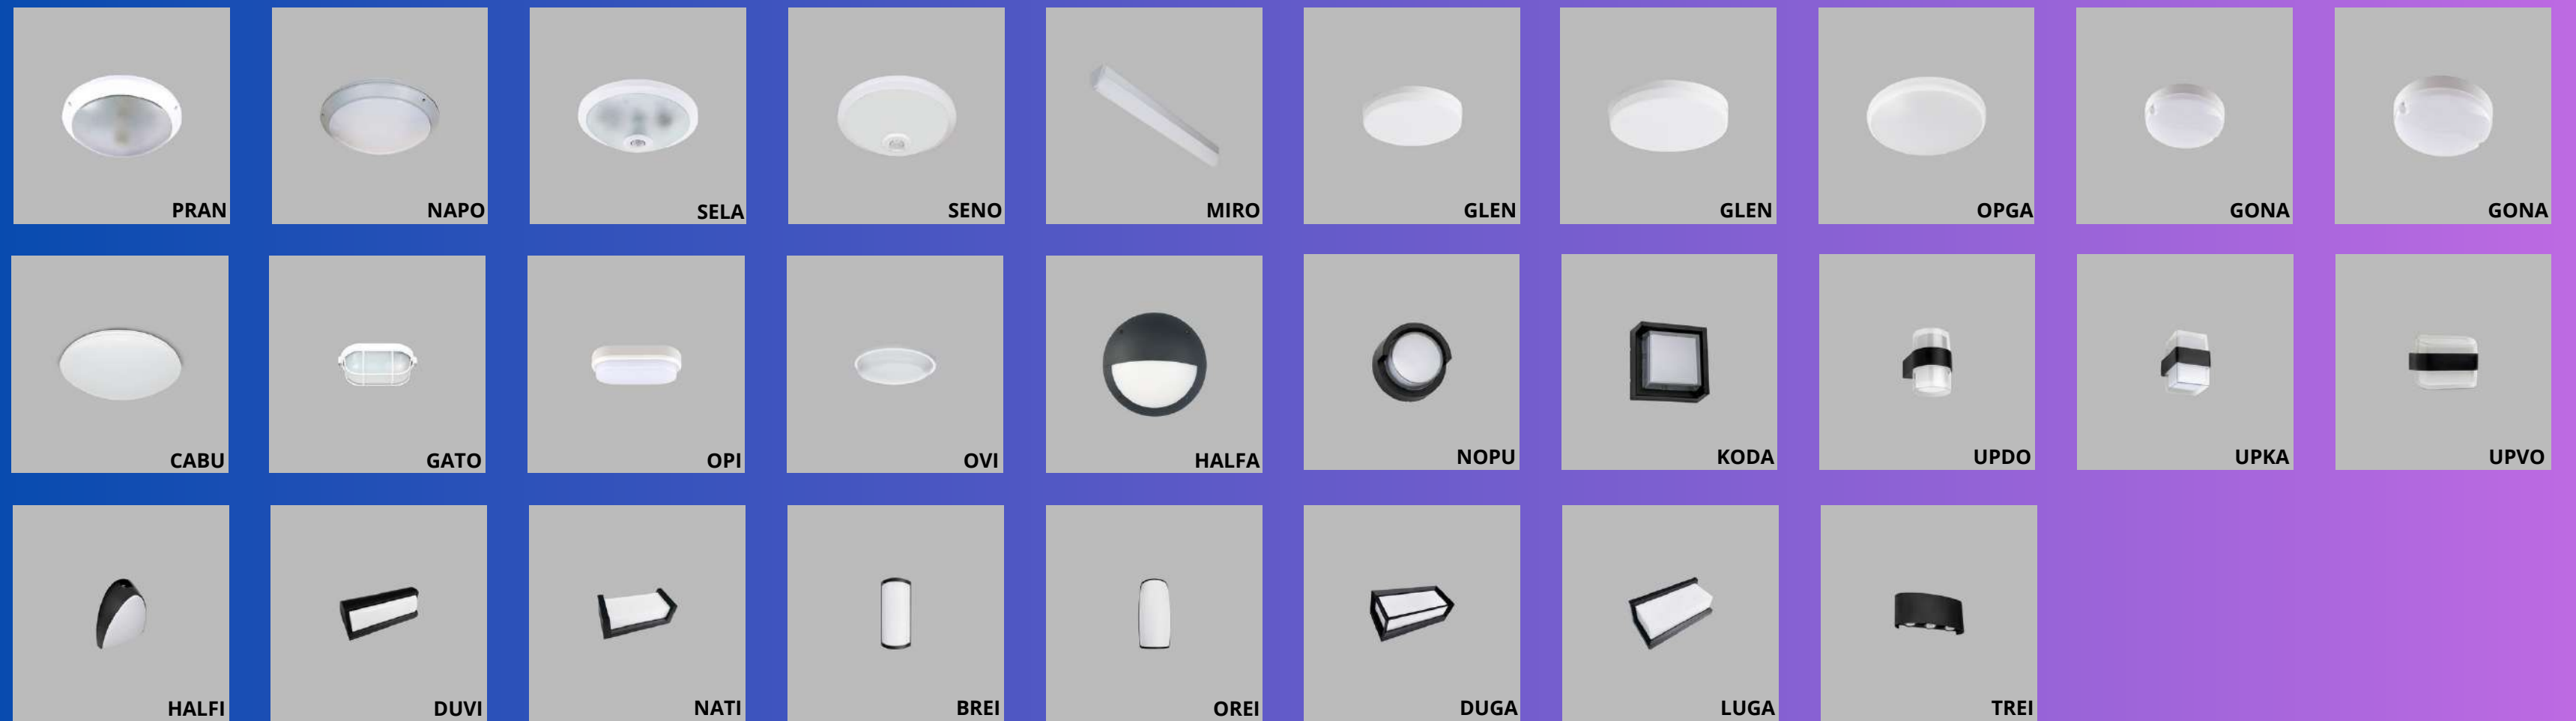 PRAN
NAPO
SELA
SENO
MIRO
GLEN
GLEN
OPGA
GONA
GONA
CABU
GATO
OPI
OVI
HALFA
NOPU
KODA
UPDO
UPKA
UPVO
HALFI
DUVI
NATI
BREI
OREI
DUGA
LUGA
TREI